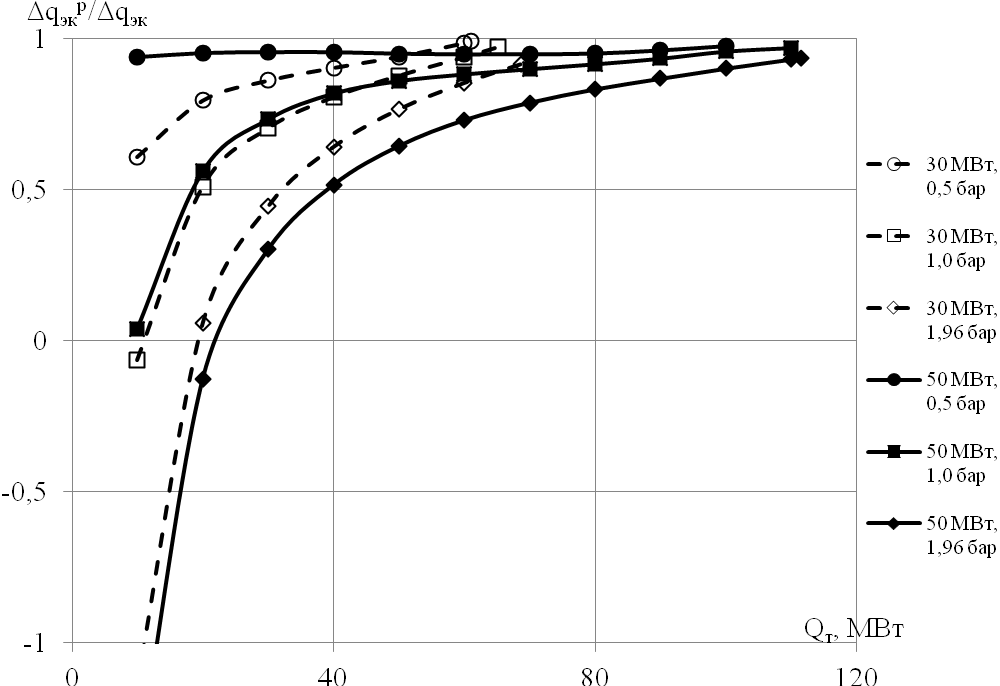 Δqэкᵖ/Δqэк
1
0,5
0
-0,5
-1
0
40
80
120
Qт, МВт
30 МВт,
0,5 бар
30 МВт,
1,0 бар
30 МВт,
1,96 бар
50 МВт,
0,5 бар
50 МВт,
1,0 бар
50 МВт,
1,96 бар